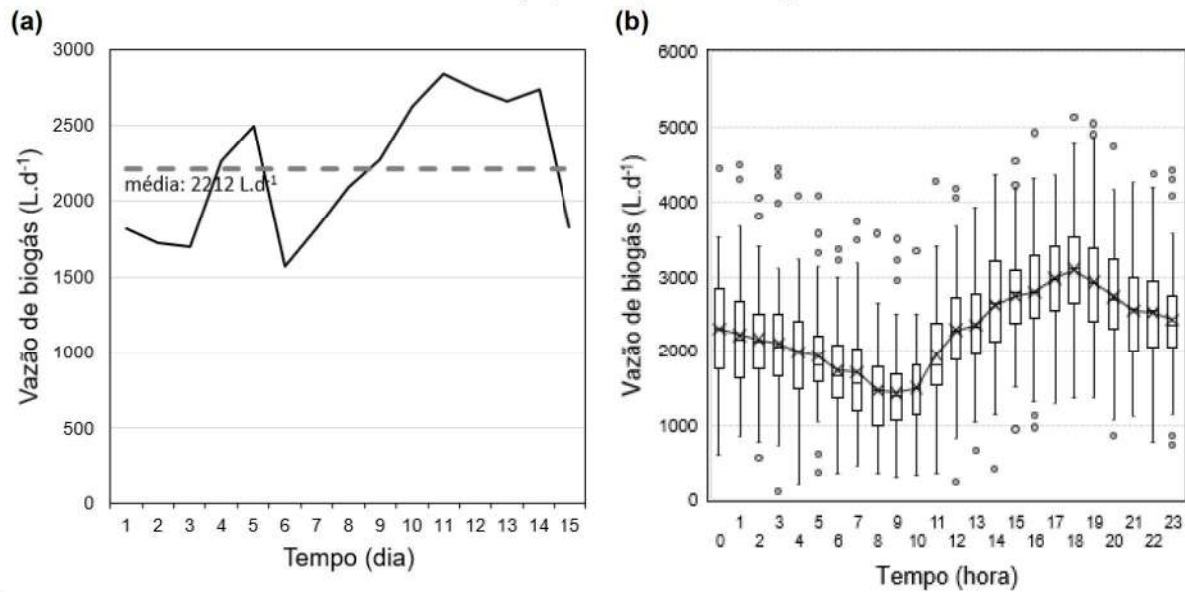 (a)
3000
2500
2000
1500
1000
500
0
Vazão de biogás (L.d-1)
média: 2212 L.d-1
1 2 3 4 5 6 7 8 9 10 11 12 13 14 15
Tempo (dia)
(b)
6000
5000
4000
3000
2000
1000
0
Vazão de biogás (L.d-1)
1 3 5 7 9 11 13 15 17 19 21 23
0 2 4 6 8 10 12 14 16 18 20 22
Tempo (hora)